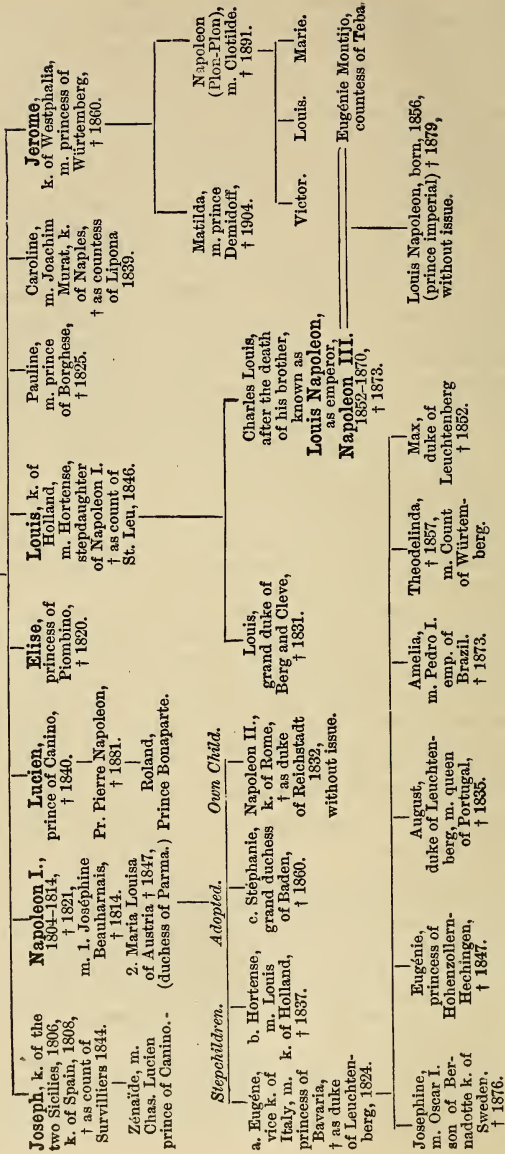 Joseph, k. of the
two Sicilies, 1806,
k. of Spain, 1808,
† as count of
Survilliers 1844.
Zénaïde, m.
Chas. Lucien
prince of Canino.-
Napoleon I.,
1804-1814,
† 1821,
m. 1. Joséphine
Beauharnais,
† 1814.
2. Maria Louisa
of Austria † 1847,
(duchess of Parma.)
Lucien,
prince of Canino,
† 1840.
Pr. Pierre Napoleon,
† 1881.
Roland,
Prince Bonaparte.
Elise,
princess of
Piombino,
† 1820.
Louis, k. of
Holland,
m. Hortense,
stepdaughter
of Napoleon I.
† as count of
St. Leu, 1846.
Pauline,
m. prince
of Borghese,
† 1825.
Caroline,
m. Joachim
Murat, k.
of Naples,
† as countess
of Lipona
1839.
Jerome,
k. of Westphalia,
m. princess of
Würtemberg,
† 1860.
Stepchildren.
Adopted.
Own Child.
a. Eugéne,
vice k. of
Italy, m.
princess of
Bavaria,
† as duke
of Leuchten-
berg, 1824.
b. Hortense,
m. Louis
k. of Holland,
† 1837.
c. Stéphanie,
grand duchess
of Baden,
† 1860.
Napoleon II.,
k. of Rome,
† as duke
of Reichstadt
1832,
without issue.
Louis,
grand duke of
Berg and Cleve,
† 1831.
Charles Louis,
after the death
of his brother,
known as
Louis Napoleon,
as emperor,
Napoleon III.
1852-1870,
† 1873.
Eugénie Montijo,
countess of Teba.
Matilda,
m. prince
Demidoff,
† 1904.
Napoleon
(Plon-Plon),
m. Clotilde.
† 1891.
Victor.
Louis.
Marie.
Louis Napoleon, born, 1856,
(prince imperial) † 1879,
without issue.
Josephine,
m. Oscar I.
son of Ber-
nadotte k. of
Sweden.
† 1876.
Eugénie,
princess of
Hohenzollern-
Hechingen,
† 1847.
August,
duke of Leuchten-
berg, m. queen
of Portugal,
† 1835.
Amelia,
m. Pedro I.
emp. of
Brazil.
† 1873.
Theodelinda,
† 1857,
m. Count
of Würtem-
berg.
Max,
duke of
Leuchtenberg
† 1852.